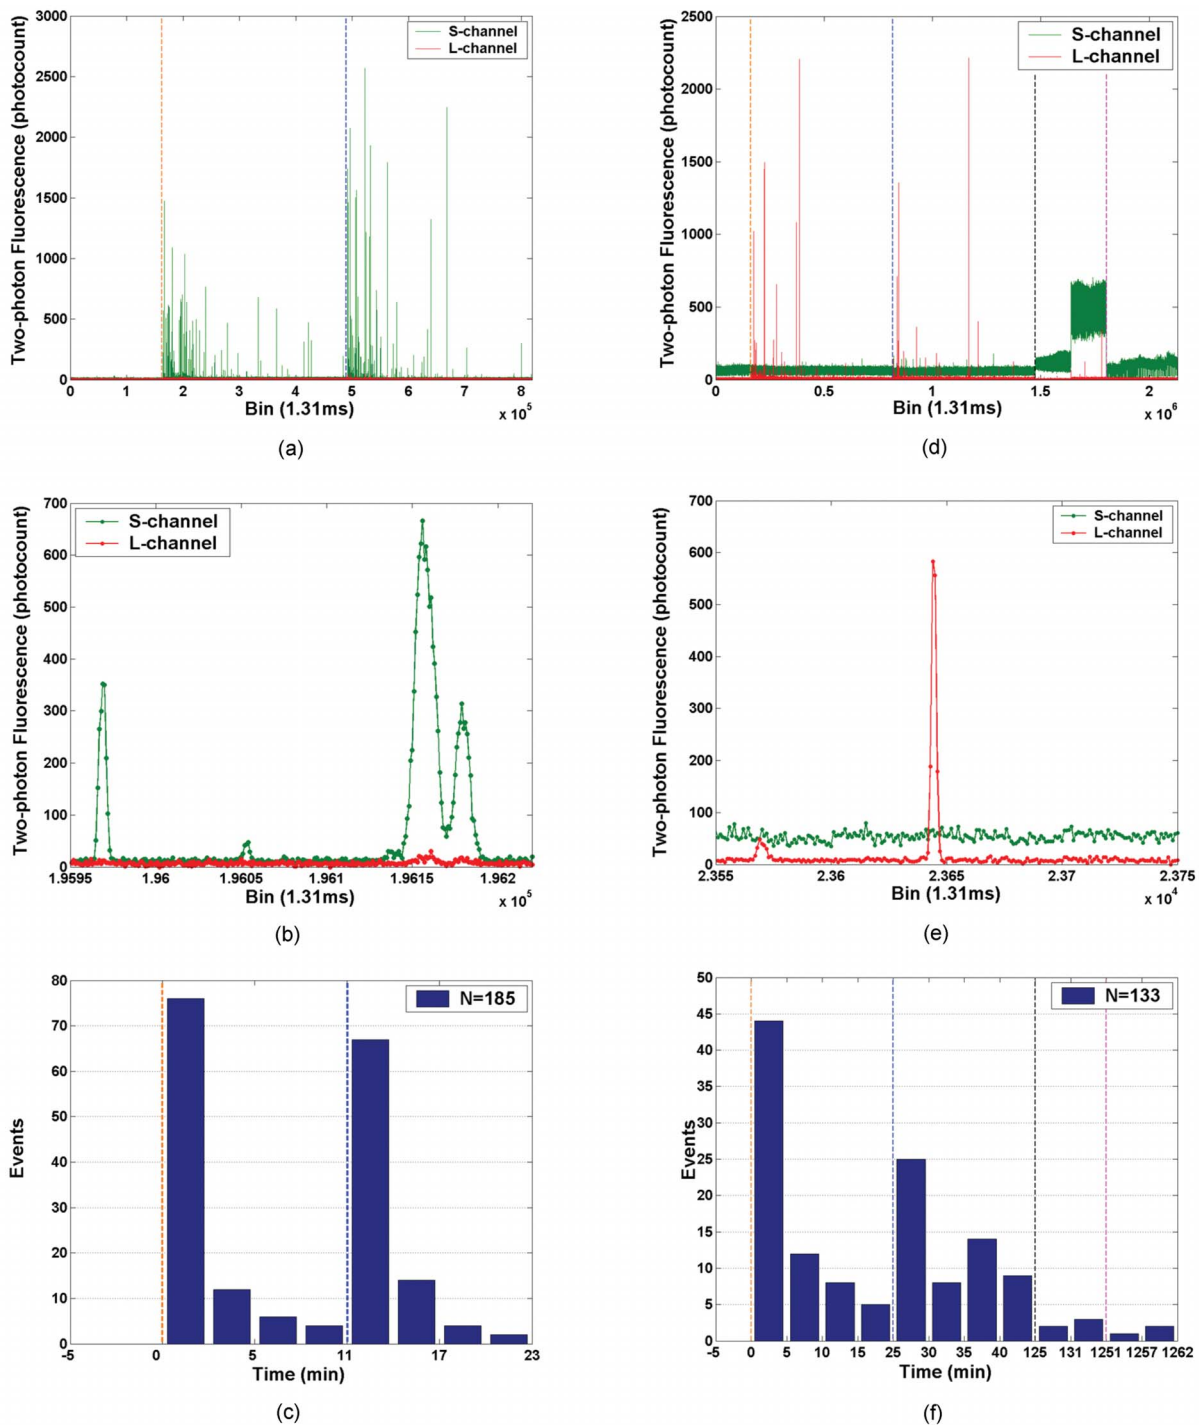 Two-photon Fluorescence (photocount)
3000
2500
2000
1500
1000
500
0
S-channel
L-channel
0 1 2 3 4 5 6 7 8
Bin (1.31ms)
x 10^5
(a)
Two-photon Fluorescence (photocount)
2500
2000
1500
1000
500
0
S-channel
L-channel
0 0.5 1 1.5 2
Bin (1.31ms)
x 10^6
(d)
Two-photon Fluorescence (photocount)
700
600
500
400
300
200
100
0
S-channel
L-channel
1.9595 1.96 1.9605 1.961 1.9615 1.962
Bin (1.31ms)
x 10^5
(b)
Two-photon Fluorescence (photocount)
700
600
500
400
300
200
100
0
S-channel
L-channel
2.355 2.36 2.365 2.37 2.375
Bin (1.31ms)
x 10^4
(e)
Events
80
70
60
50
40
30
20
10
0
N=185
-5 0 5 11 17 23
Time (min)
(c)
Events
50
45
40
35
30
25
20
15
10
5
0
N=133
-5 0 5 10 15 25 30 35 40 125 131 1251 1257 1262
Time (min)
(f)